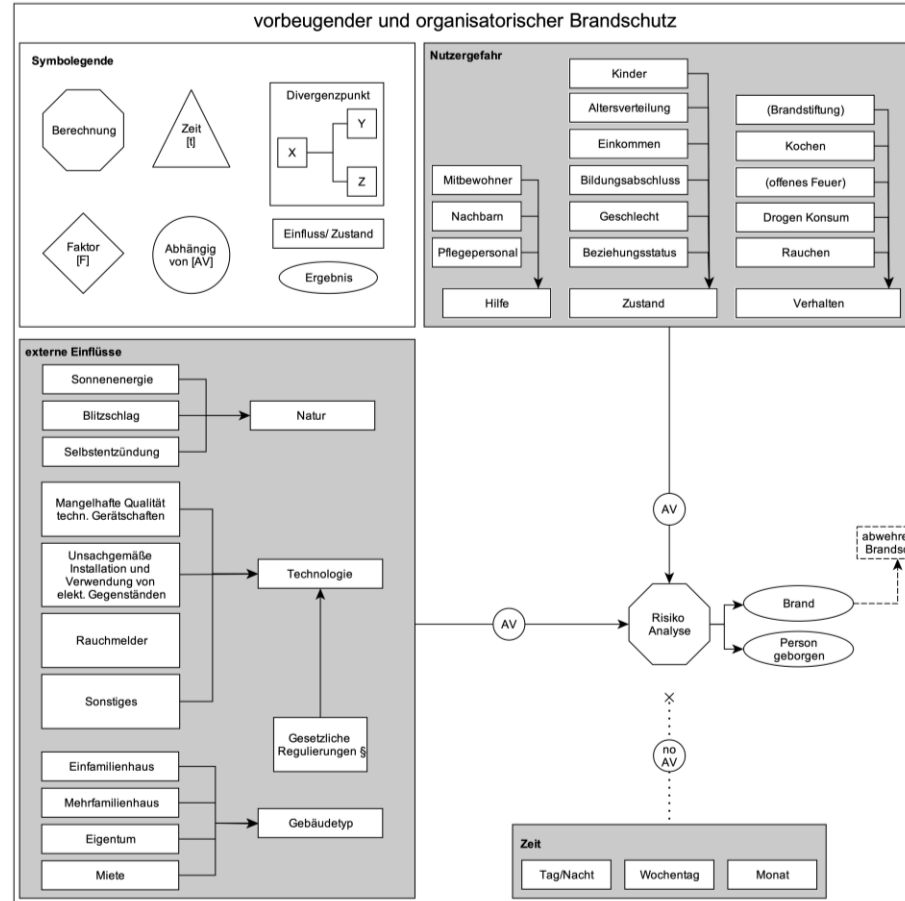 vorbeugender und organisatorischer Brandschutz
Symbolegende
Berechnung
Zeit
[t]
Divergenzpunkt
X
Y
Z
Faktor
[F]
Abhängig
von [AV]
Einfluss/ Zustand
Ergebnis
Nutzergefahr
Mitbewohner
Nachbarn
Pflegepersonal
Hilfe
Kinder
Altersverteilung
Einkommen
Bildungsabschluss
Geschlecht
Beziehungsstatus
Zustand
(Brandstiftung)
Kochen
(offenes Feuer)
Drogen Konsum
Rauchen
Verhalten
externe Einflüsse
Sonnenenergie
Blitzschlag
Selbstentzündung
Natur
Mangelhafte Qualität
techn. Gerätschaften
Unsachgemäße
Installation und
Verwendung von
elekt. Gegenständen
Rauchmelder
Sonstiges
Technologie
Gesetzliche
Regulierungen §
Einfamilienhaus
Mehrfamilienhaus
Eigentum
Miete
Gebäudetyp
AV
AV
Risiko
Analyse
Brand
Person
geborgen
abwehre
Brandsc
no
AV
Zeit
Tag/Nacht
Wochentag
Monat